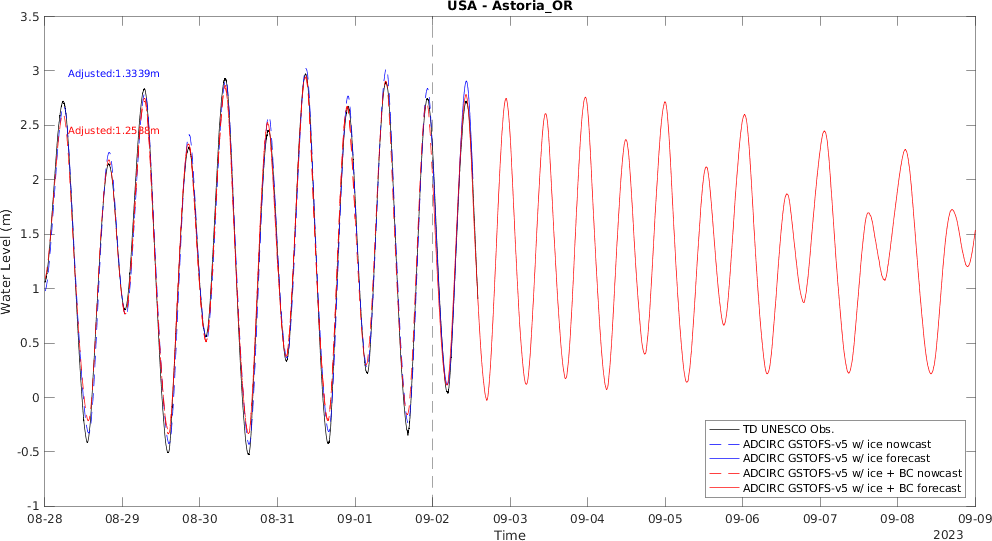 USA - Astoria_OR
3.5
3
2.5
2
1.5
1
0.5
0
-0.5
-1
Water Level (m)
Adjusted:1.3339m
Adjusted:1.2588m
TD UNESCO Obs.
ADCIRC GSTOFS-v5 w/ ice nowcast
ADCIRC GSTOFS-v5 w/ ice forecast
ADCIRC GSTOFS-v5 w/ ice + BC nowcast
ADCIRC GSTOFS-v5 w/ ice + BC forecast
08-28 08-29 08-30 08-31 09-01 09-02 09-03 09-04 09-05 09-06 09-07 09-08 09-09
Time
2023